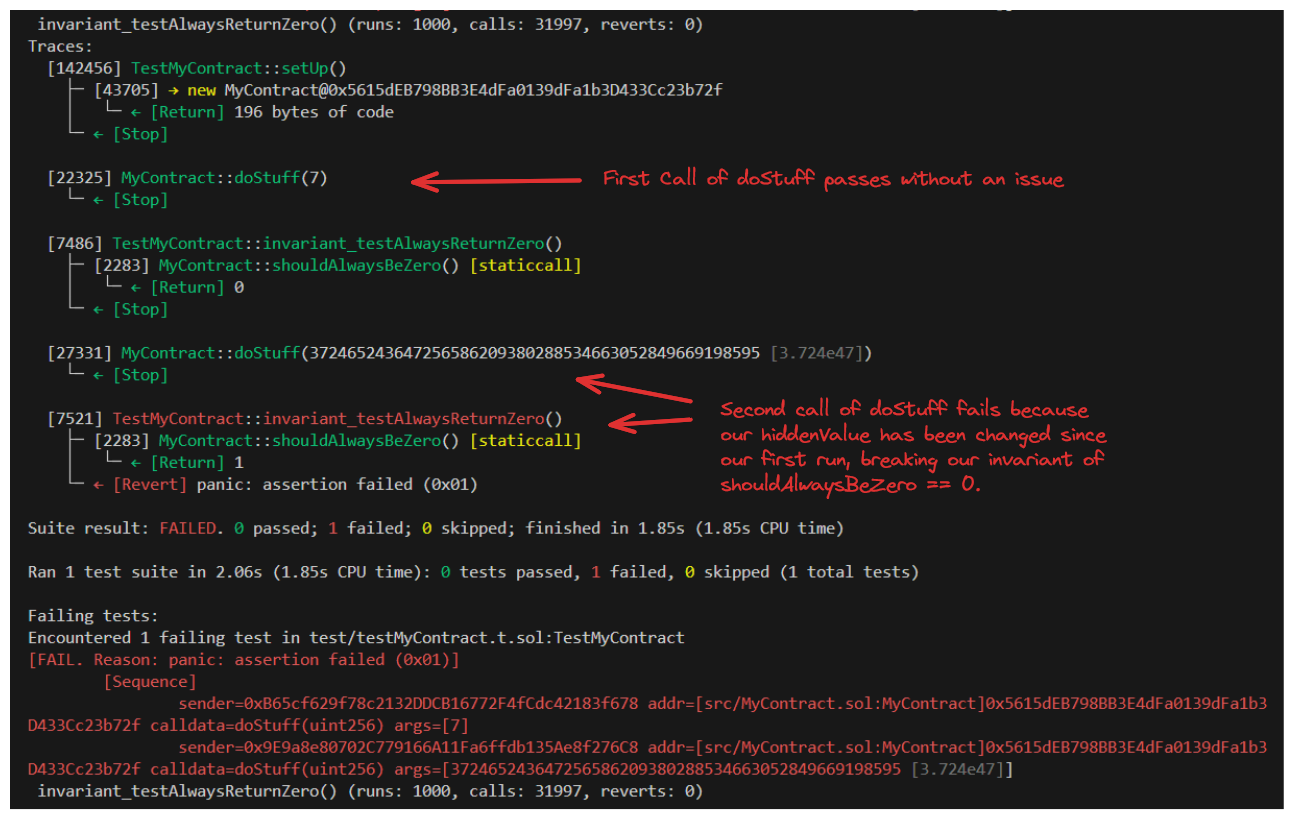 invariant_testAlwaysReturnZero() (runs: 1000, calls: 31997, reverts: 0)
Traces:
[142456] TestMyContract::setUp()
├─ [43705] → new MyContract@0x5615dEB798BB3E4dFa0139dFa1b3D433Cc23b72f
│ └─ ← [Return] 196 bytes of code
└─ ← [Stop]
[22325] MyContract::doStuff(7)
First Call of doStuff passes without an issue
└─ ← [Stop]
[7486] TestMyContract::invariant_testAlwaysReturnZero()
├─ [2283] MyContract::shouldAlwaysBeZero() [staticcall]
│ └─ ← [Return] 0
└─ ← [Stop]
[27331] MyContract::doStuff(372465243647256586209380288534663052849669198595 [3.724e47])
└─ ← [Stop]
[7521] TestMyContract::invariant_testAlwaysReturnZero()
├─ [2283] MyContract::shouldAlwaysBeZero() [staticcall]
│ └─ ← [Return] 1
└─ ← [Revert] panic: assertion failed (0x01)
Second call of doStuff fails because
our hiddenValue has been changed since
our first run, breaking our invariant of
shouldAlwaysBeZero == 0.
Suite result: FAILED. 0 passed; 1 failed; 0 skipped; finished in 1.85s (1.85s CPU time)
Ran 1 test suite in 2.06s (1.85s CPU time): 0 tests passed, 1 failed, 0 skipped (1 total tests)
Failing tests:
Encountered 1 failing test in test/testMyContract.t.sol:TestMyContract
[FAIL. Reason: panic: assertion failed (0x01)]
[Sequence]
sender=0xB65cf629f78c2132DDCB16772F4fCdc42183f678 addr=[src/MyContract.sol:MyContract]0x5615dEB798BB3E4dFa0139dFa1b3
D433Cc23b72f calldata=doStuff(uint256) args=[7]
sender=0x9E9a8e80702C779166A11Fa6ffdb135Ae8f276C8 addr=[src/MyContract.sol:MyContract]0x5615dEB798BB3E4dFa0139dFa1b3
D433Cc23b72f calldata=doStuff(uint256) args=[372465243647256586209380288534663052849669198595 [3.724e47]]
invariant_testAlwaysReturnZero() (runs: 1000, calls: 31997, reverts: 0)